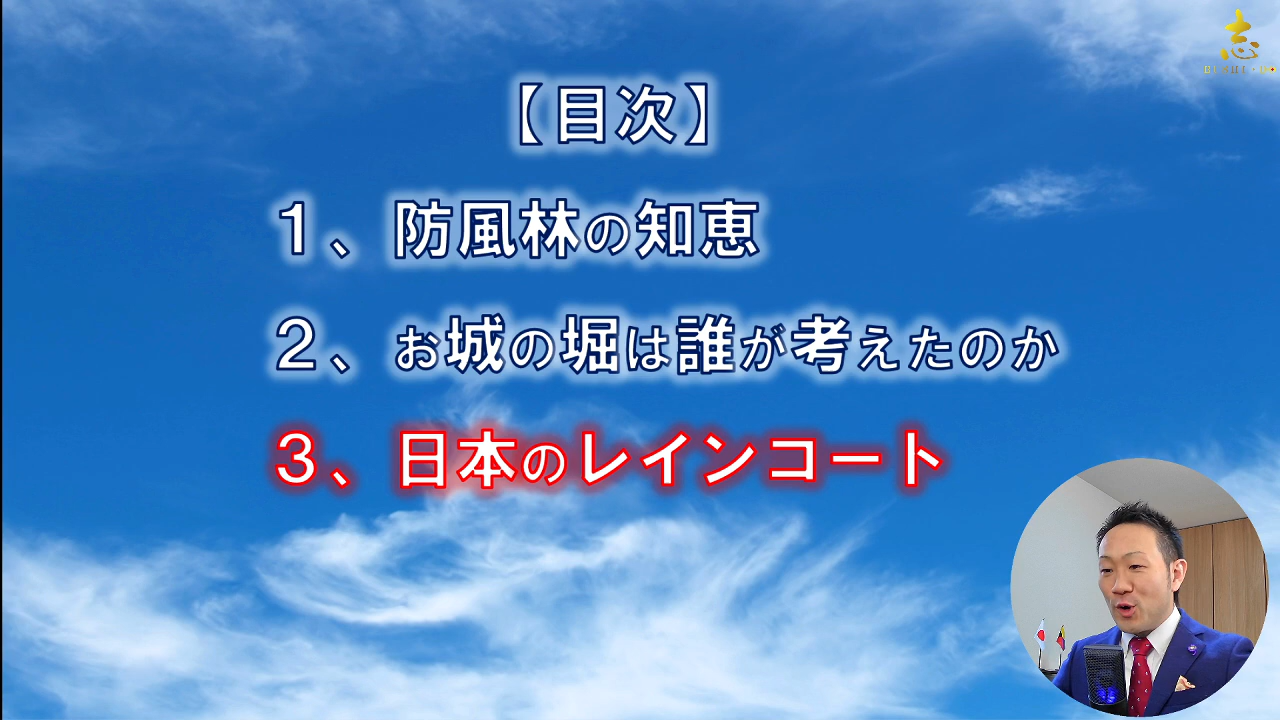 志
【目次】
１、防風林の知恵
２、お城の堀は誰が考えたのか
３、日本のレインコート